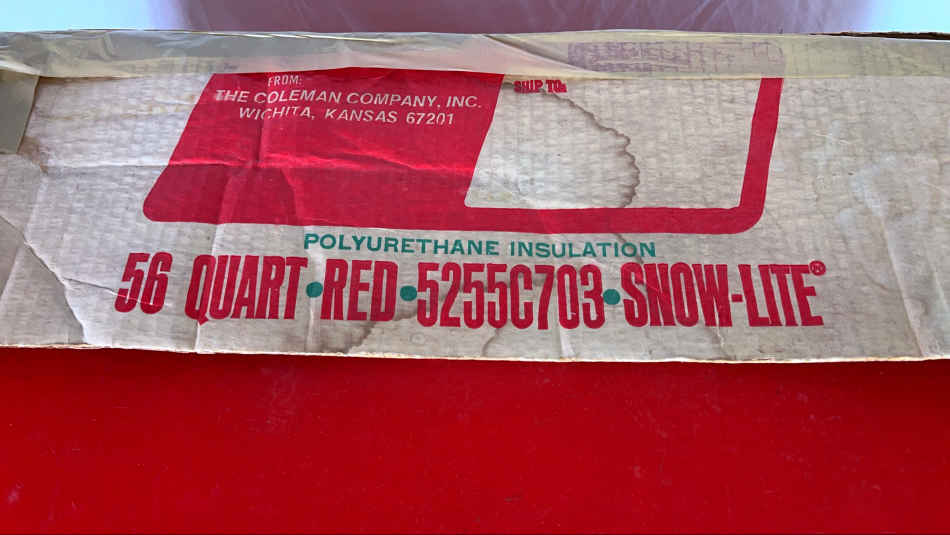 FROM:
THE COLEMAN COMPANY, INC.
WICHITA, KANSAS 67201
SHIP TO:
POLYURETHANE INSULATION
56 QUART • RED • 5255C703 • SNOW-LITE®